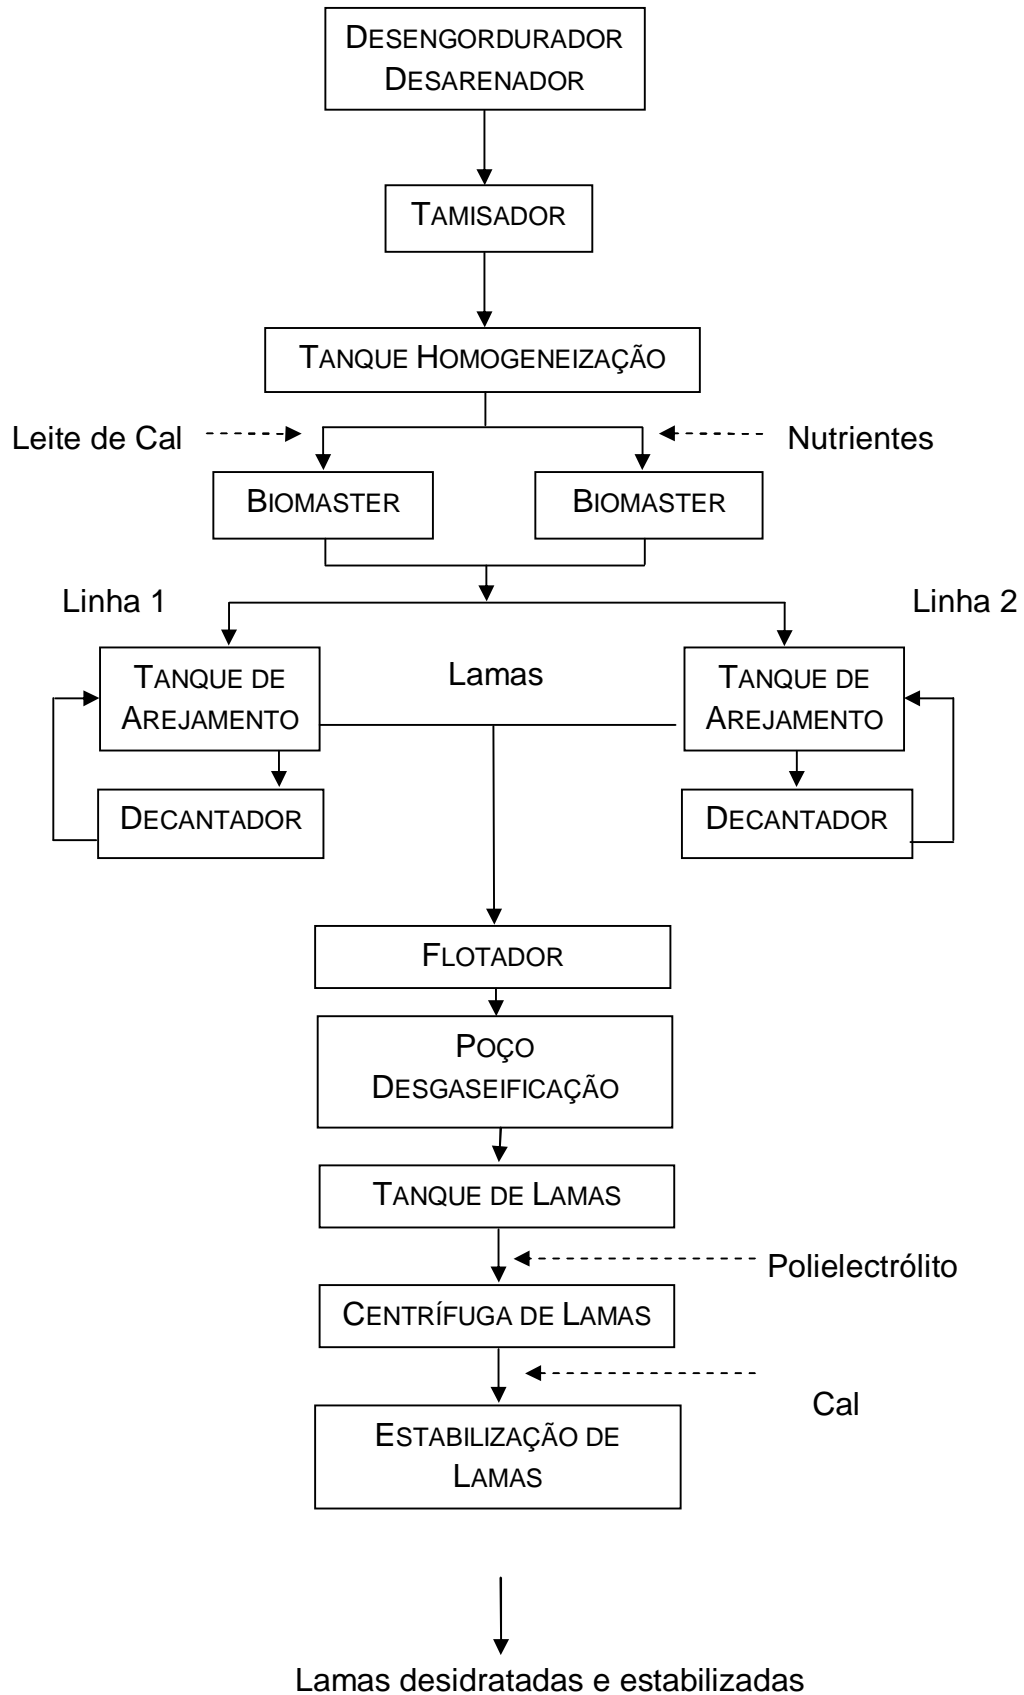 DESENGORDURADOR
DESARENADOR
TAMISADOR
TANQUE HOMOGENEIZAÇÃO
Leite de Cal
Nutrientes
BIOMASTER
BIOMASTER
Linha 1
Linha 2
TANQUE DE
AREJAMENTO
Lamas
TANQUE DE
AREJAMENTO
DECANTADOR
DECANTADOR
FLOTADOR
POÇO
DESGASEIFICAÇÃO
TANQUE DE LAMAS
Polielectrólito
CENTRÍFUGA DE LAMAS
Cal
ESTABILIZAÇÃO DE
LAMAS
Lamas desidratadas e estabilizadas